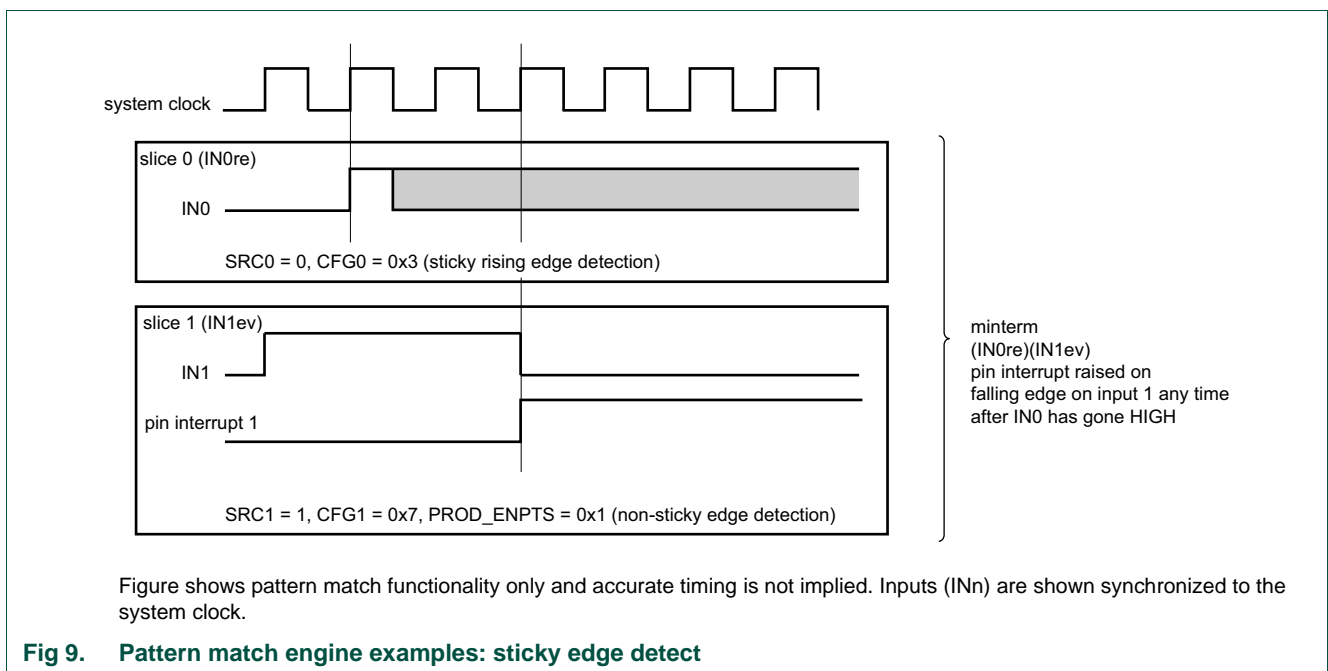 system clock
slice 0 (IN0re)
IN0
SRC0 = 0, CFG0 = 0x3 (sticky rising edge detection)
slice 1 (IN1ev)
IN1
pin interrupt 1
SRC1 = 1, CFG1 = 0x7, PROD_ENPTS = 0x1 (non-sticky edge detection)
minterm
(IN0re)(IN1ev)
pin interrupt raised on
falling edge on input 1 any time
after IN0 has gone HIGH
Figure shows pattern match functionality only and accurate timing is not implied. Inputs (INn) are shown synchronized to the
system clock.
Fig 9. Pattern match engine examples: sticky edge detect